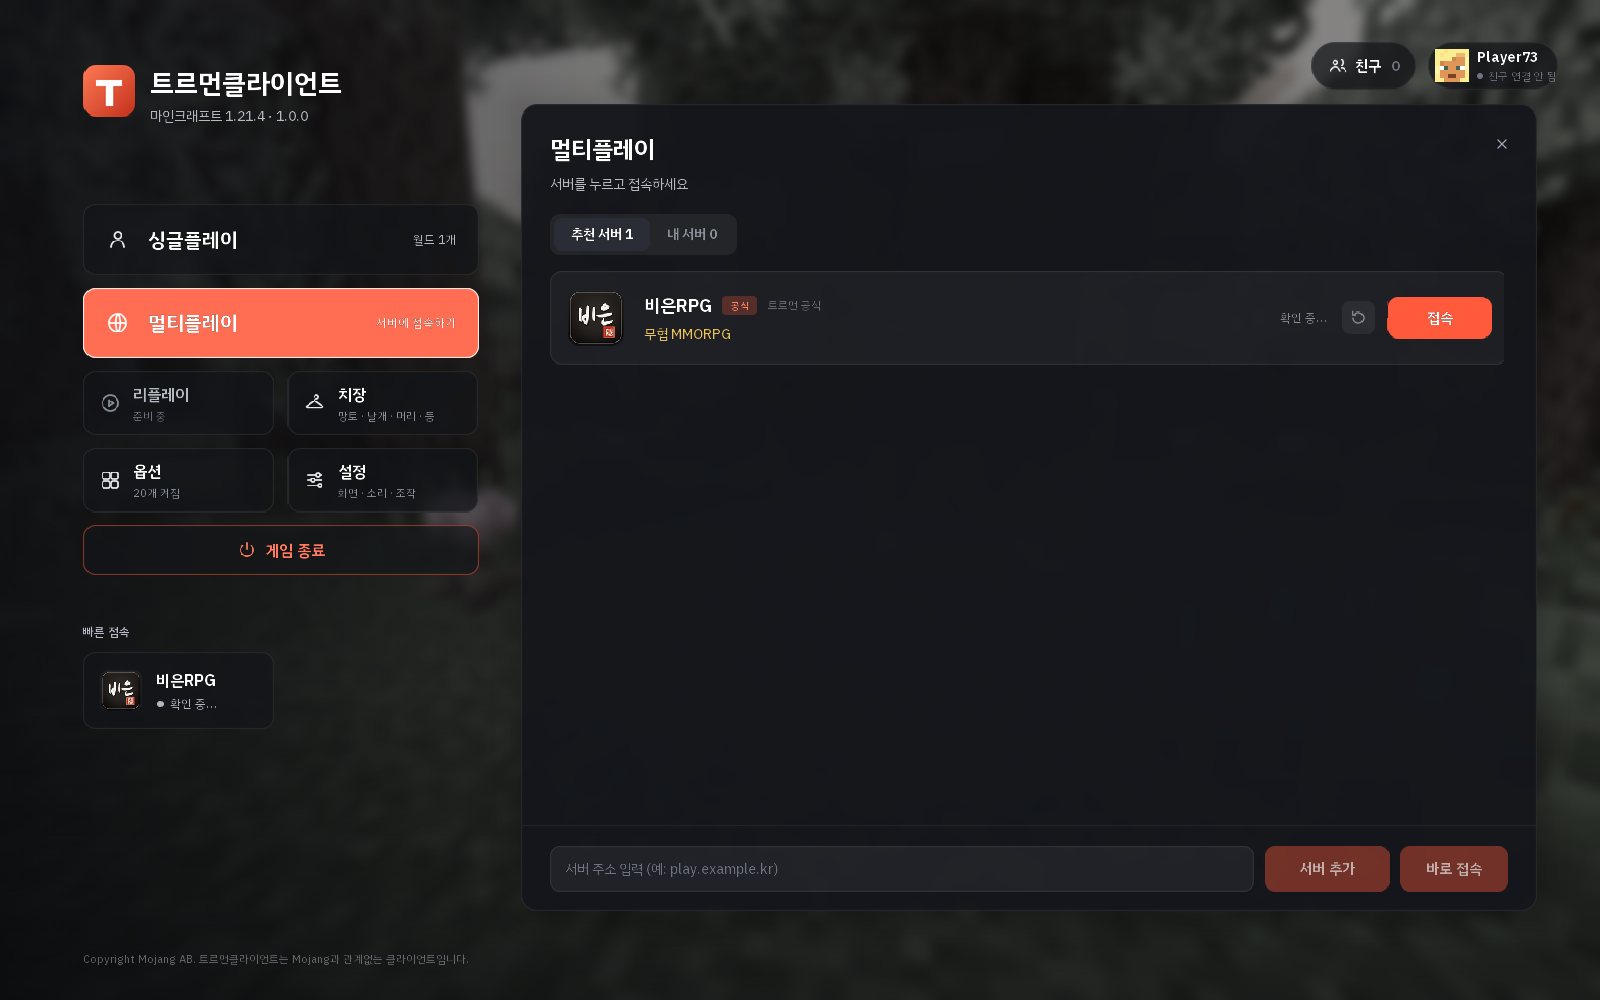 트르먼클라이언트
마인크래프트 1.21.4 · 1.0.0
친구 0
Player73
친구 연결 안 됨
싱글플레이
월드 1개
멀티플레이
서버에 접속하기
리플레이
준비 중
치장
망토 · 날개 · 머리 · 등
옵션
20개 켜짐
설정
화면 · 소리 · 조작
게임 종료
빠른 접속
비은
비은RPG
확인 중...
멀티플레이
서버를 누르고 접속하세요
추천 서버 1
내 서버 0
비은
비은RPG
공식
트르먼 공식
무협 MMORPG
확인 중...
접속
서버 주소 입력 (예: play.example.kr)
서버 추가
바로 접속
Copyright Mojang AB. 트르먼클라이언트는 Mojang과 관계없는 클라이언트입니다.